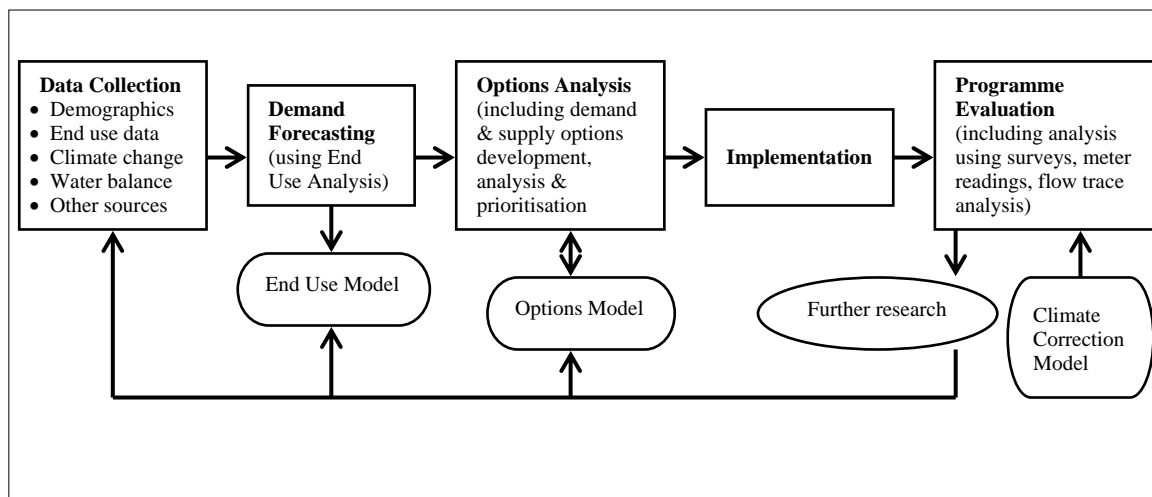 Data Collection
• Demographics
• End use data
• Climate change
• Water balance
• Other sources
Demand
Forecasting
(using End
Use Analysis)
Options Analysis
(including demand
& supply options
development,
analysis &
prioritisation
Implementation
Programme
Evaluation
(including analysis
using surveys, meter
readings, flow trace
analysis)
End Use Model
Options Model
Further research
Climate
Correction
Model